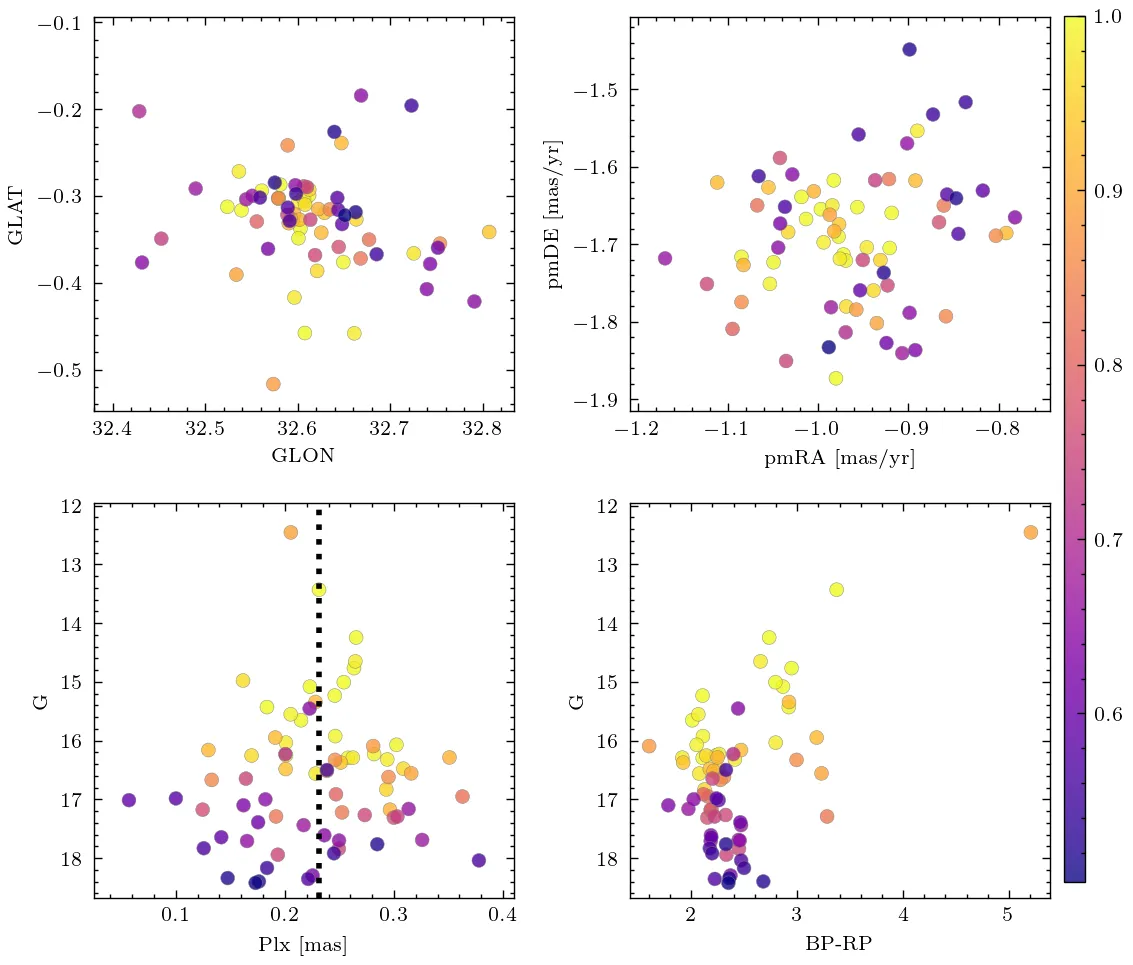 −0.1
−0.2
−0.3
−0.4
−0.5
GLAT
32.4 32.5 32.6 32.7 32.8
GLON
−1.5
−1.6
−1.7
−1.8
−1.9
pmDE [mas/yr]
−1.2 −1.1 −1.0 −0.9 −0.8
pmRA [mas/yr]
1.0
0.9
0.8
0.7
0.6
12
13
14
15
16
17
18
G
0.1 0.2 0.3 0.4
Plx [mas]
12
13
14
15
16
17
18
G
2 3 4 5
BP-RP